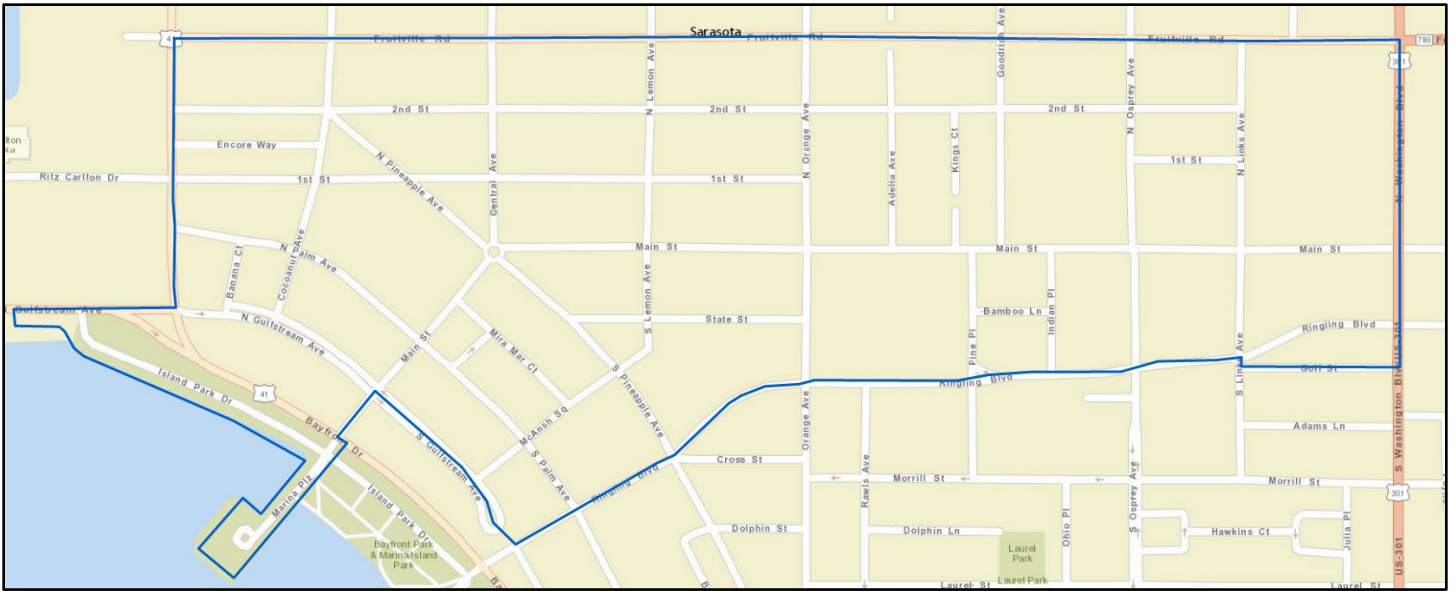 Sarasota
41
Fruitville Rd
Fruitville Rd
Fruitville Rd
780
301
N Lemon Ave
Goodrich Ave
N Osprey Ave
N Washington Blvd
2nd St
2nd St
2nd St
N Orange Ave
Kings Ct
Adelia Ave
N Links Ave
Encore Way
1st St
N Pineapple Ave
Central Ave
Ritz Carlton Dr
1st St
1st St
Main St
Main St
Main St
Banana Ct
Cocoanut Ave
N Palm Ave
Gulfstream Ave
N Gulfstream Ave
Main St
Mira Mar Ct
S Lemon Ave
State St
Pine Pl
Bamboo Ln
Indian Pl
Ringling Blvd
S Links Ave
Golf St
US-301
S Washington Blvd
Island Park Dr
41
Bayfront Dr
S Gulfstream Ave
McAnsh Sq
S Pineapple Ave
S Palm Ave
Ringling Blvd
Ringling Blvd
Orange Ave
Cross St
Rawls Ave
Morrill St
S Osprey Ave
Adams Ln
Morrill St
301
Marina Plz
Island Park Dr
Bayfront Park
& Marina/Island
Park
Dolphin St
Dolphin Ln
Ohio Pl
Hawkins Ct
Julia Pl
Laurel
Park
Laurel St
Laurel Park
Laurel St
US-301